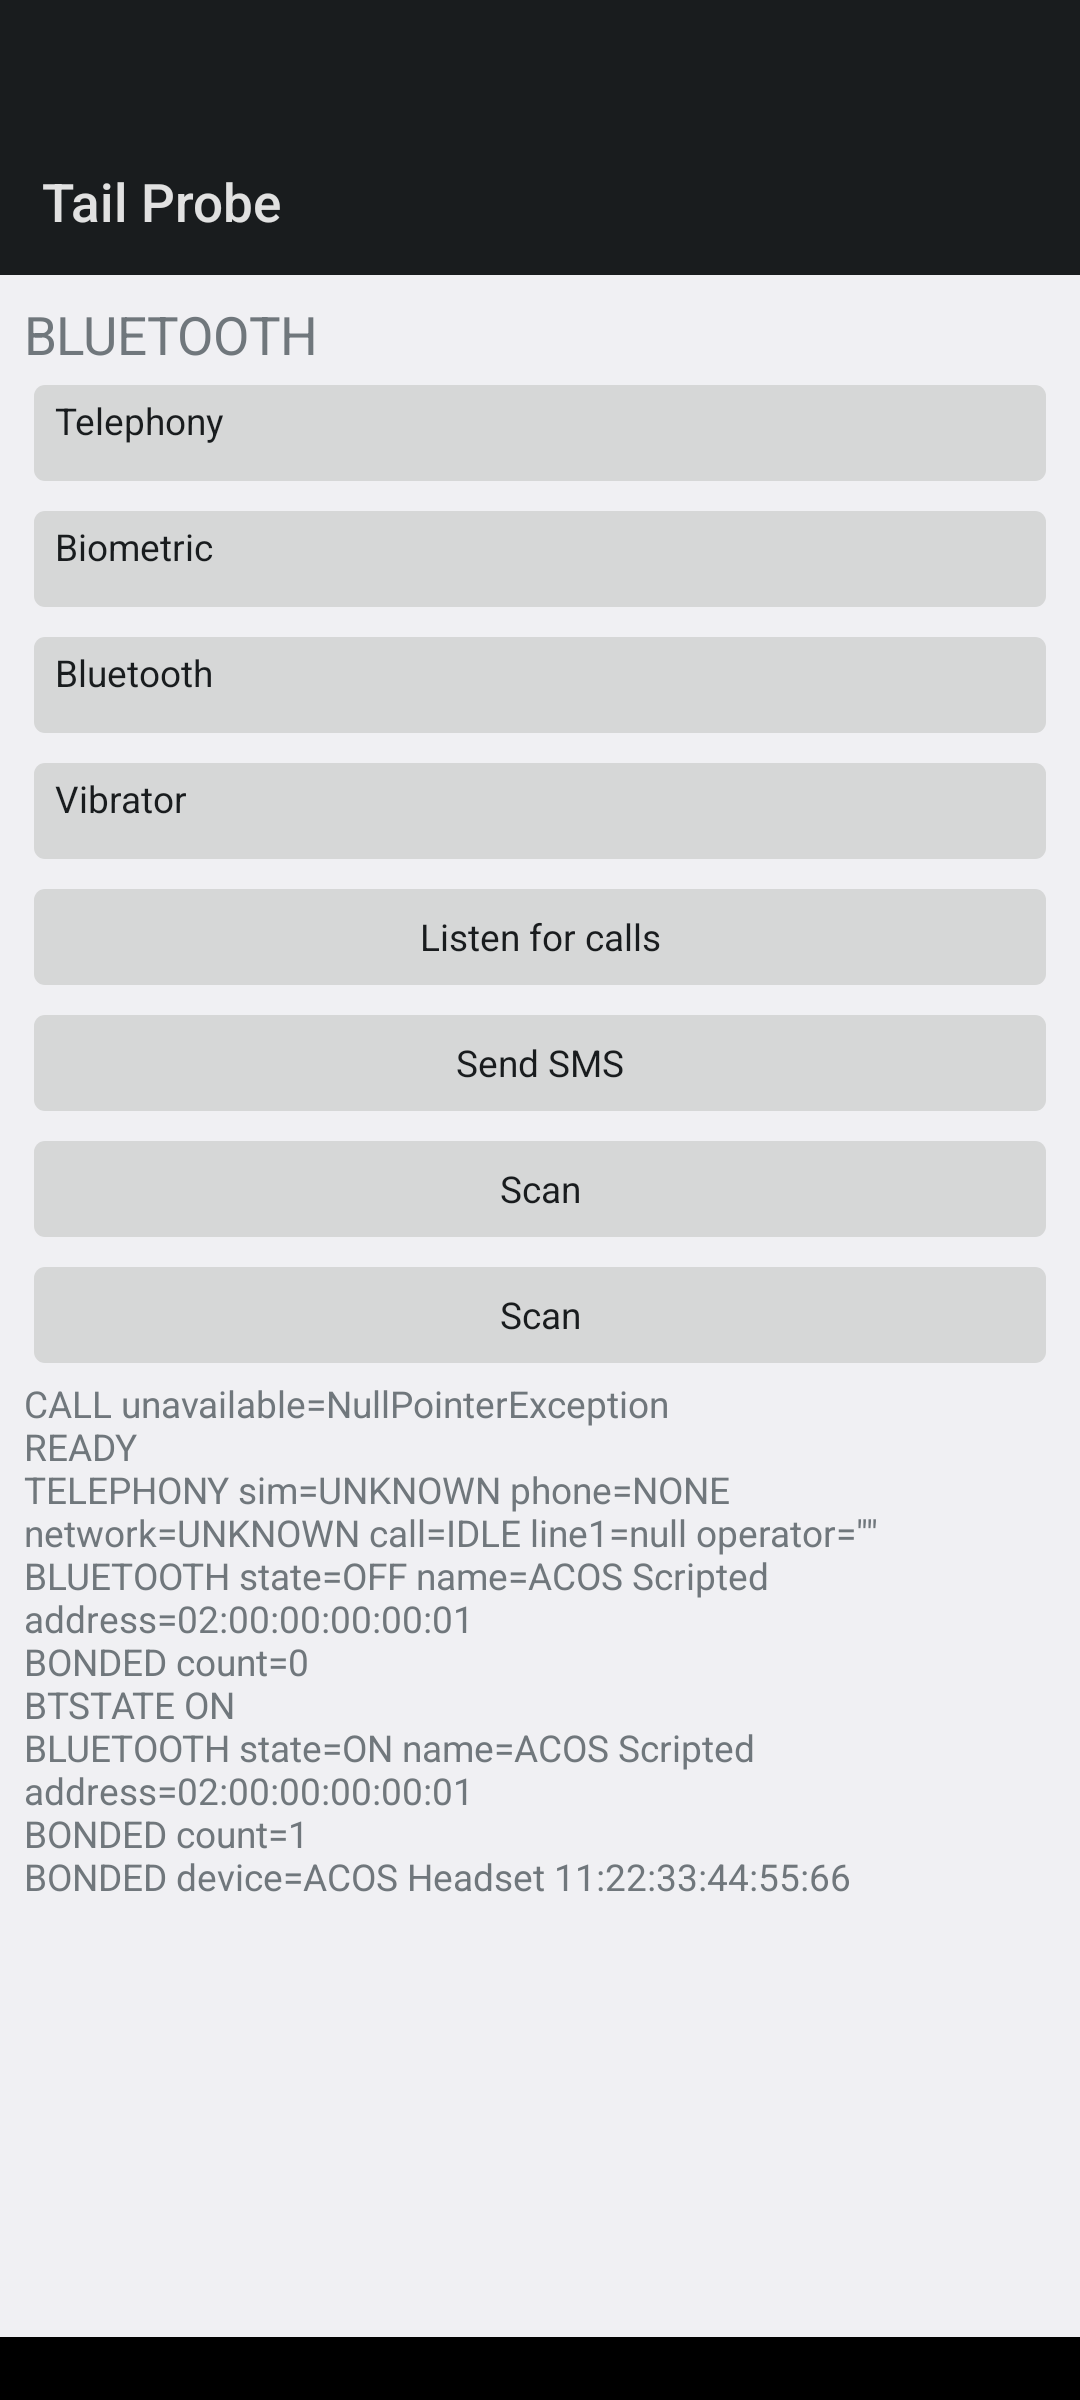 Tail Probe
BLUETOOTH
Telephony
Biometric
Bluetooth
Vibrator
Listen for calls
Send SMS
Scan
Scan
CALL unavailable=NullPointerException
READY
TELEPHONY sim=UNKNOWN phone=NONE
network=UNKNOWN call=IDLE line1=null operator=""
BLUETOOTH state=OFF name=ACOS Scripted
address=02:00:00:00:00:01
BONDED count=0
BTSTATE ON
BLUETOOTH state=ON name=ACOS Scripted
address=02:00:00:00:00:01
BONDED count=1
BONDED device=ACOS Headset 11:22:33:44:55:66